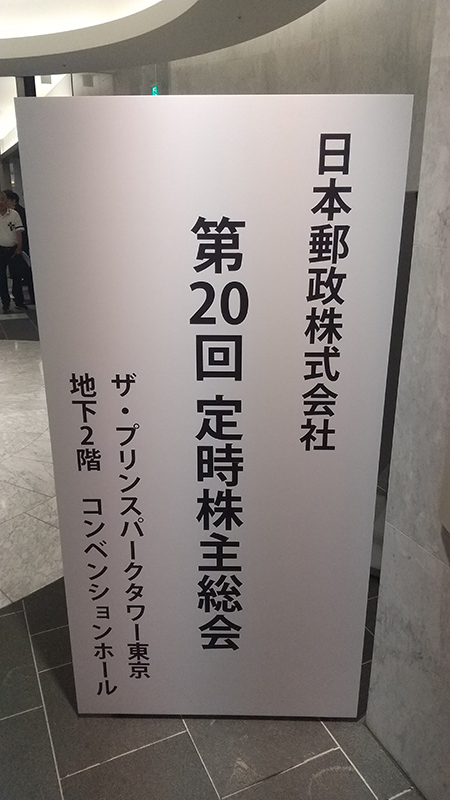 日本郵政株式会社
第20回 定時株主総会
ザ・プリンスパークタワー東京
地下2階　コンベンションホール